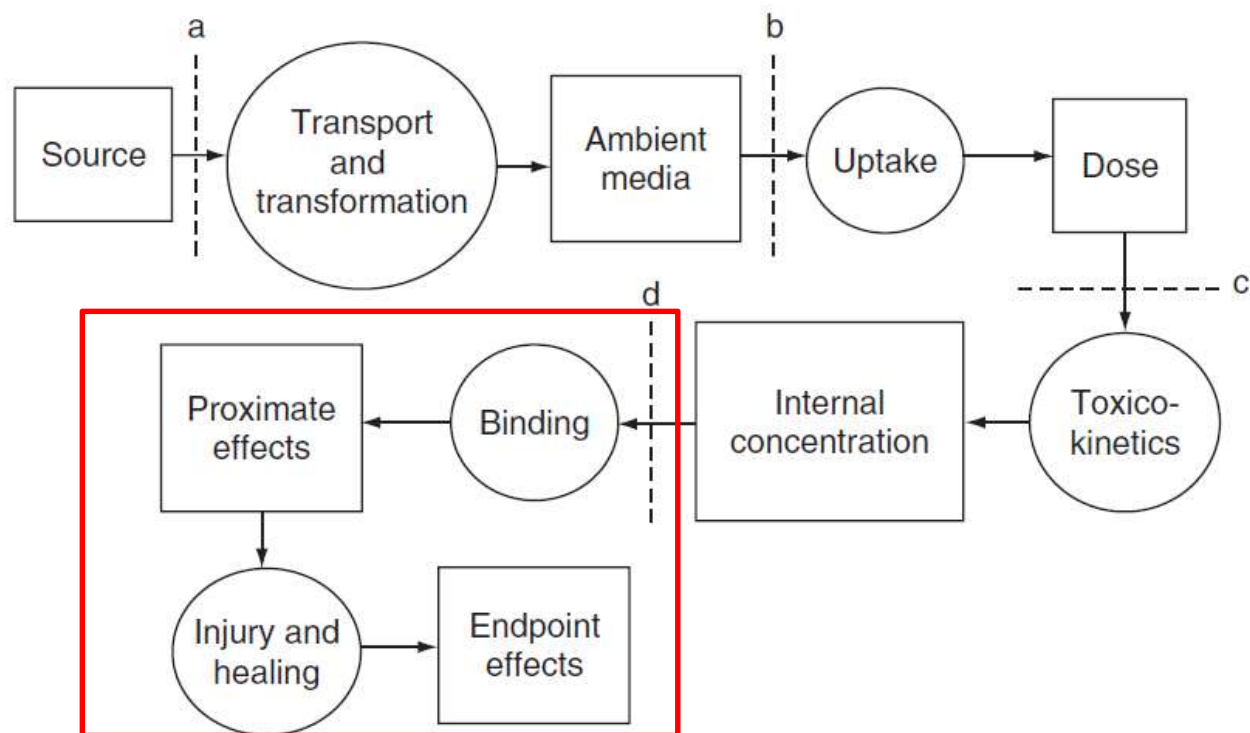 a
b
Source
Transport
and
transformation
Ambient
media
Uptake
Dose
c
d
Proximate
effects
Binding
Internal
concentration
Toxico-
kinetics
Injury and
healing
Endpoint
effects